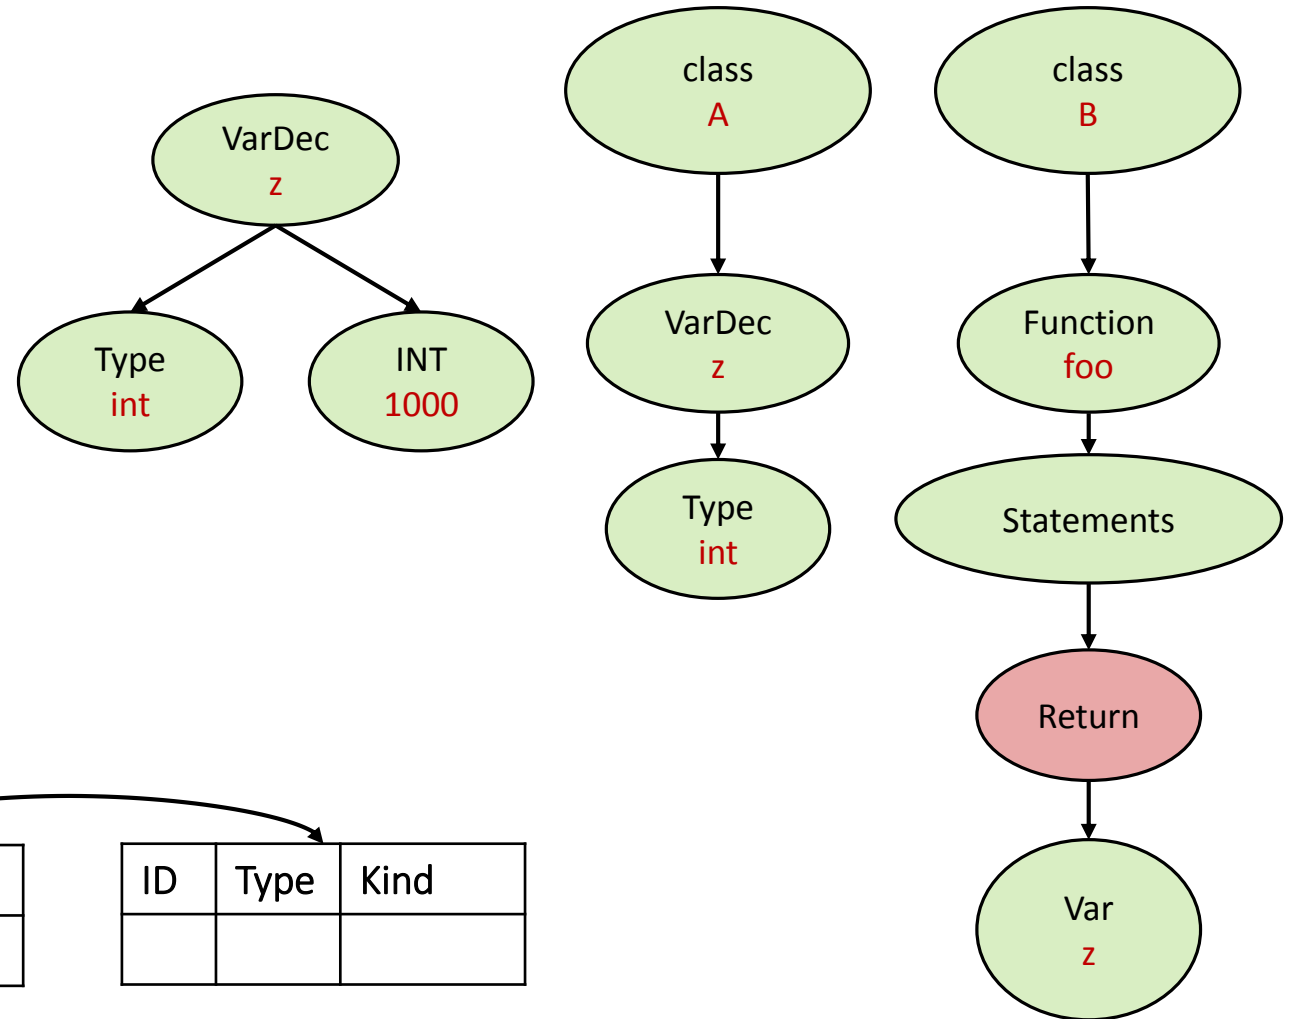 VarDec
z
Type
int
INT
1000
class
A
VarDec
z
Type
int
class
B
Function
foo
Statements
Return
Var
z
ID Type Kind